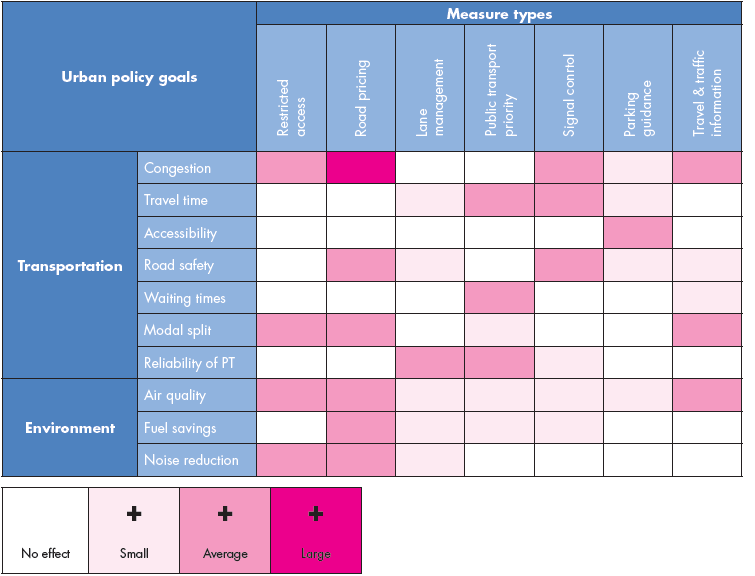 Measure types
Urban policy goals
Restricted
access
Road pricing
Lane
management
Public transport
priority
Signal conrtol
Parking
guidance
Travel & traffic
information
Transportation
Congestion
Travel time
Accessibility
Road safety
Waiting times
Modal split
Reliability of PT
Environment
Air quality
Fuel savings
Noise reduction
+ + +
No effect Small Average Large